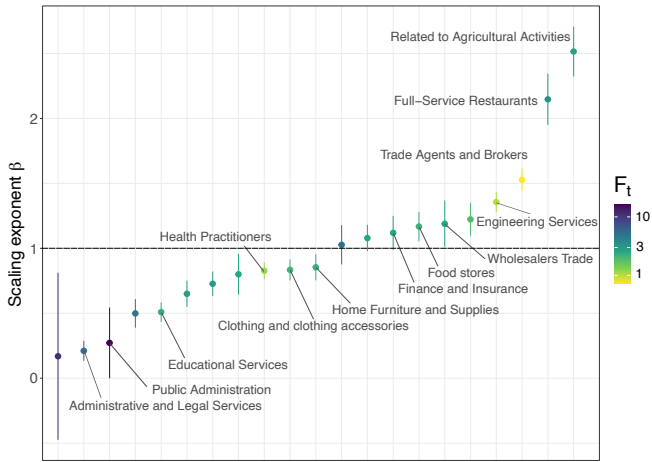 Related to Agricultural Activities
Full−Service Restaurants
2
Trade Agents and Brokers
F_t
10
3
1
Engineering Services
Health Practitioners
1
Wholesalers Trade
Food stores
Finance and Insurance
Home Furniture and Supplies
Clothing and clothing accessories
Educational Services
0
Public Administration
Administrative and Legal Services
Scaling exponent β